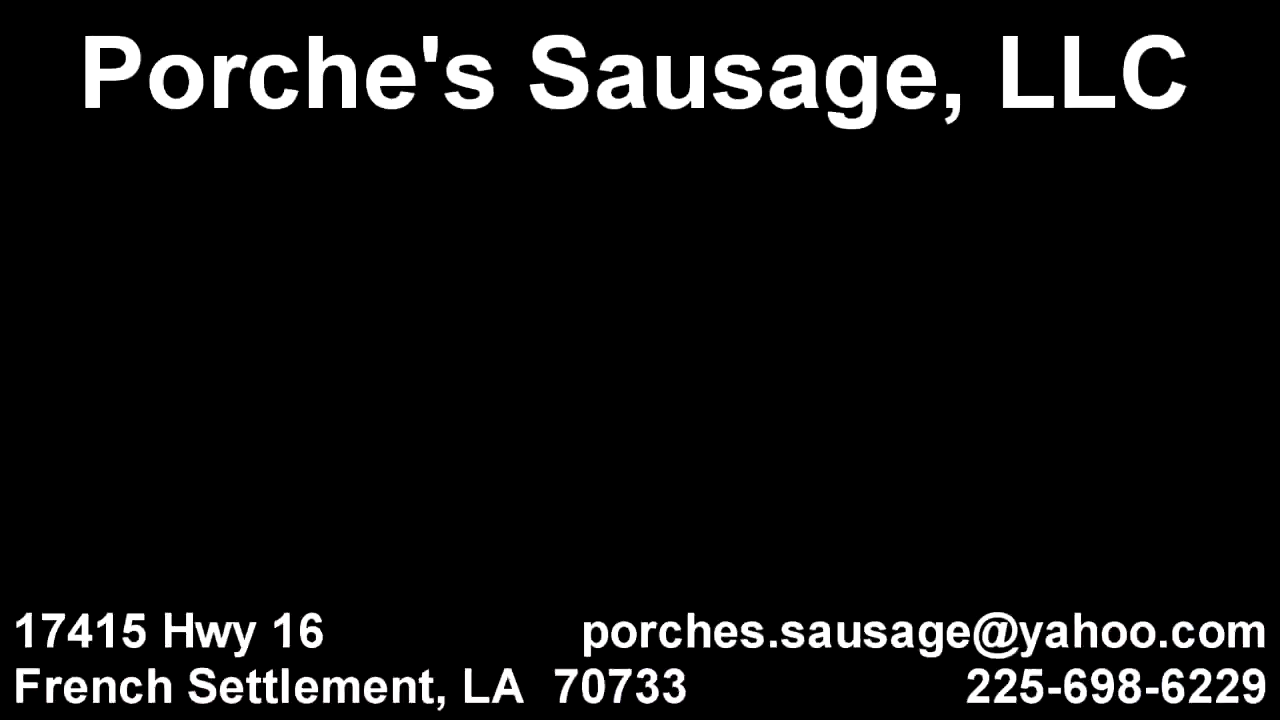 Porche's Sausage, LLC
17415 Hwy 16
French Settlement, LA 70733
porches.sausage@yahoo.com
225-698-6229